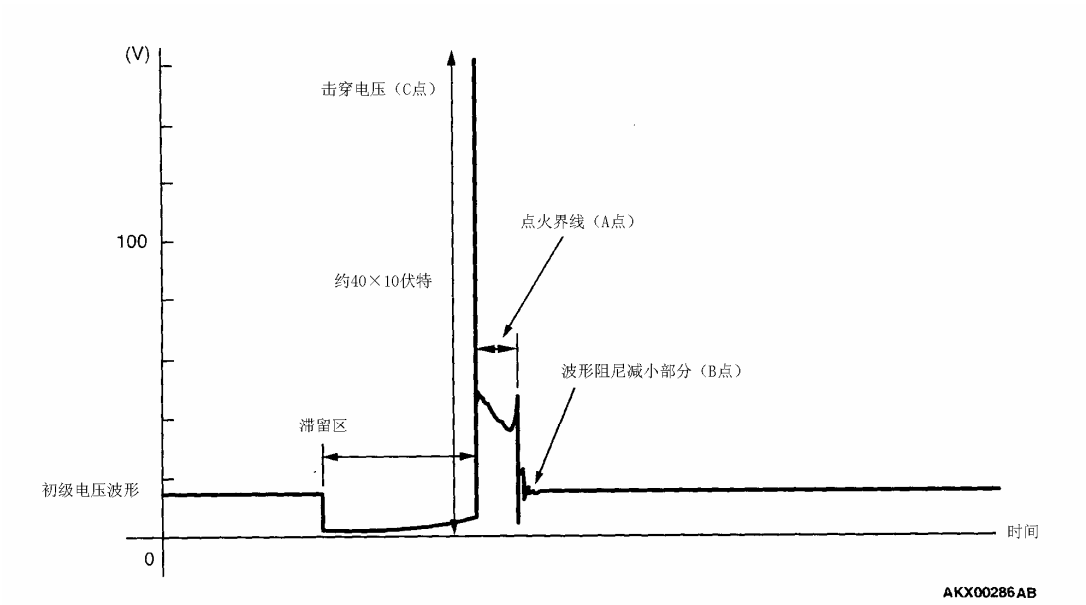 (V)
击穿电压（C点）
点火界线（A点）
100
约40×10伏特
波形阻尼减小部分（B点）
滞留区
初级电压波形
时间
0
AKX00286AB